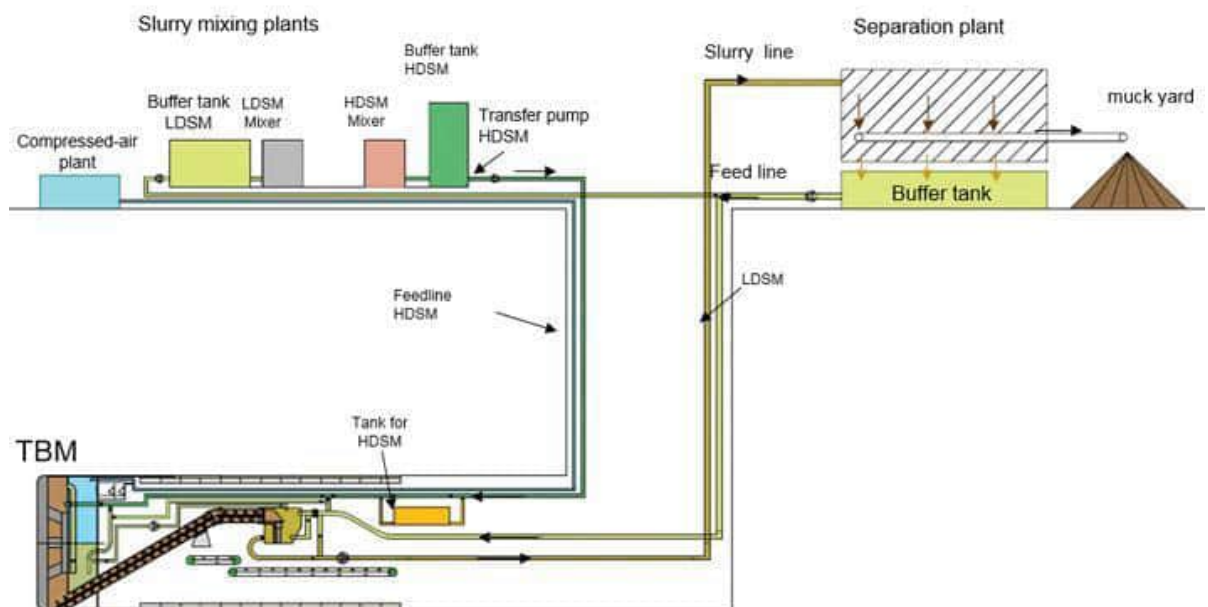 Slurry mixing plants
Separation plant
Slurry line
Buffer tank
HDSM
Buffer tank
LDSM
LDSM
Mixer
HDSM
Mixer
Transfer pump
HDSM
muck yard
Compressed-air
plant
Feed line
Buffer tank
Feedline
HDSM
LDSM
Tank for
HDSM
TBM